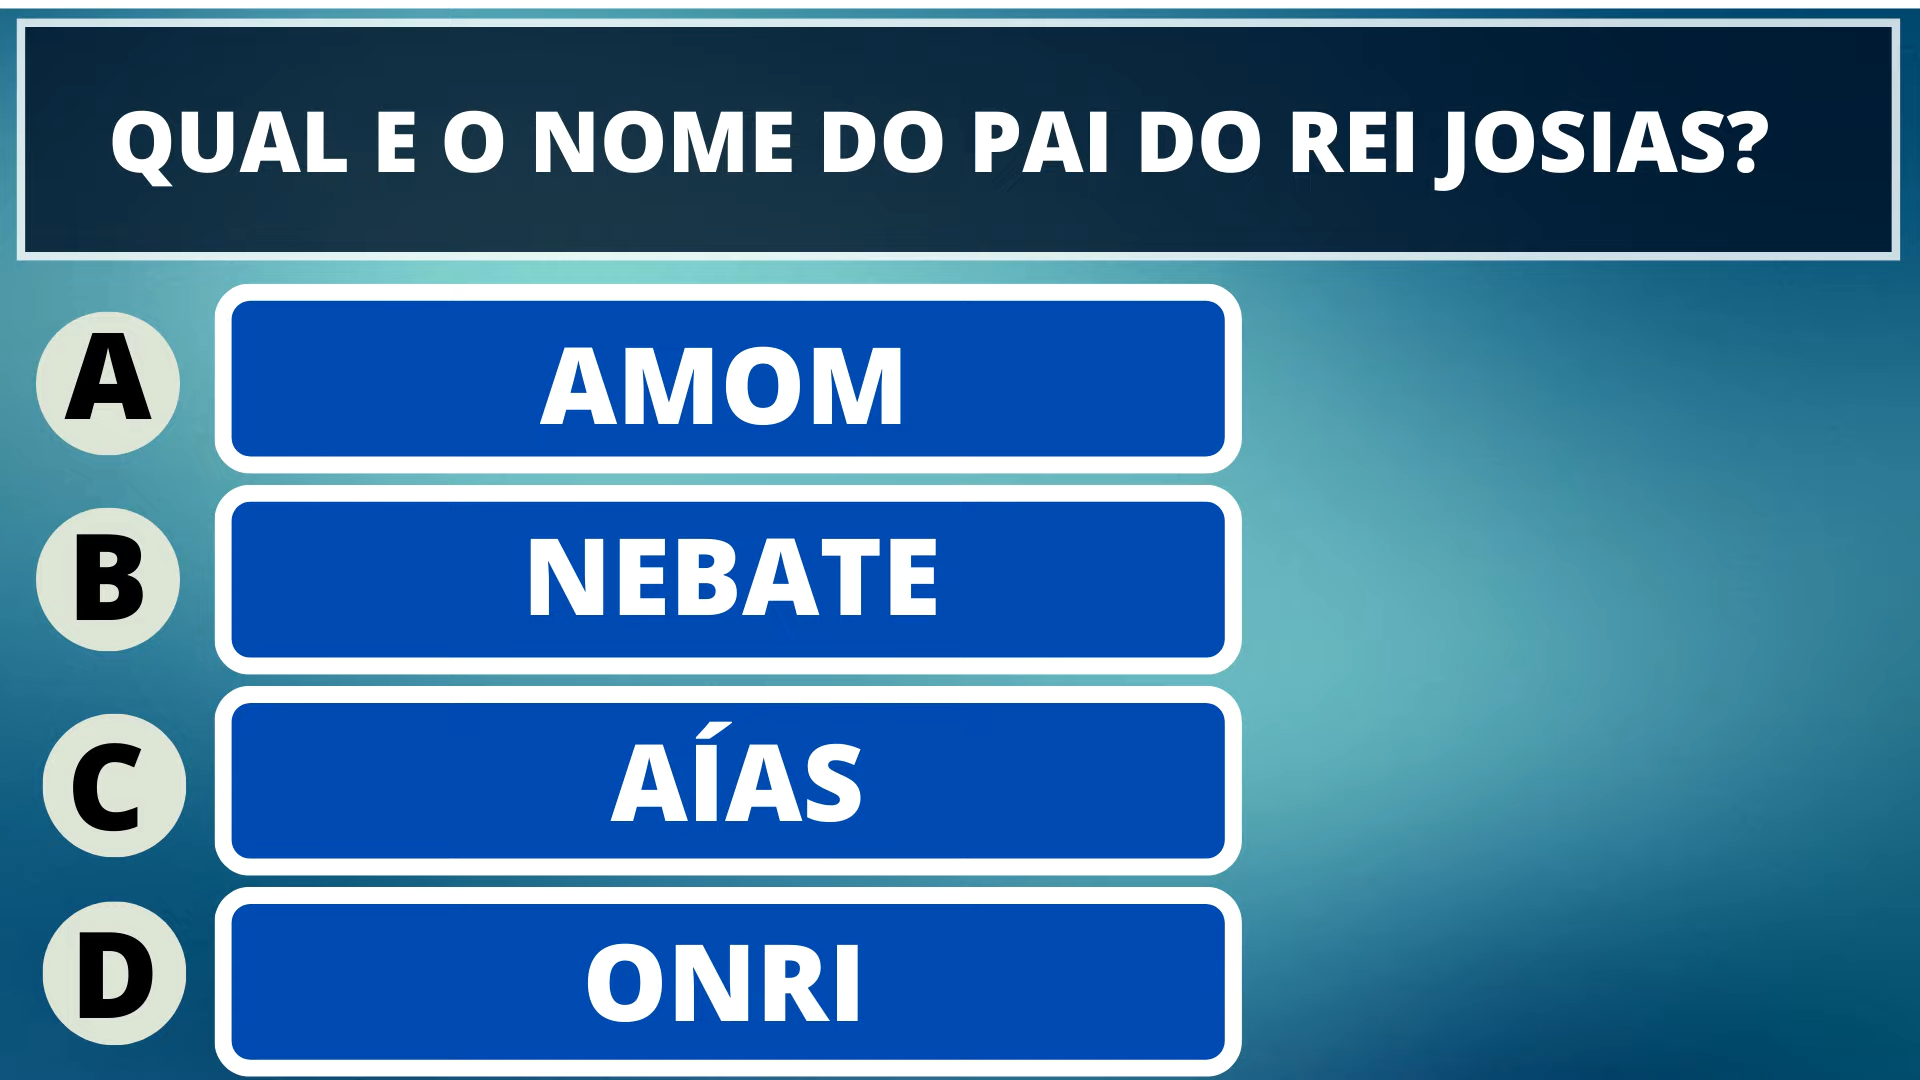 QUAL E O NOME DO PAI DO REI JOSIAS?
A
AMOM
B
NEBATE
C
AÍAS
D
ONRI